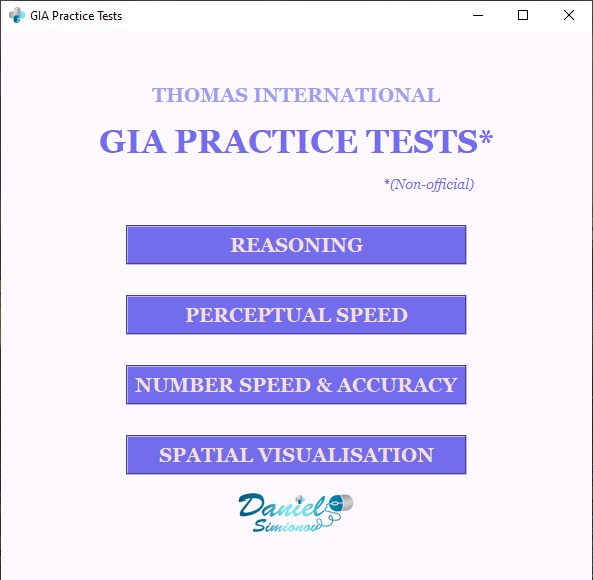 GIA Practice Tests
THOMAS INTERNATIONAL
GIA PRACTICE TESTS*
*(Non-official)
REASONING
PERCEPTUAL SPEED
NUMBER SPEED & ACCURACY
SPATIAL VISUALISATION
Daniel
Simionov